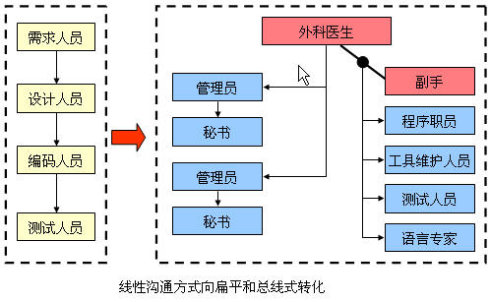 需求人员
设计人员
编码人员
测试人员
外科医生
副手
管理员
秘书
管理员
秘书
程序职员
工具维护人员
测试人员
语言专家
线性沟通方式向扁平和总线式转化